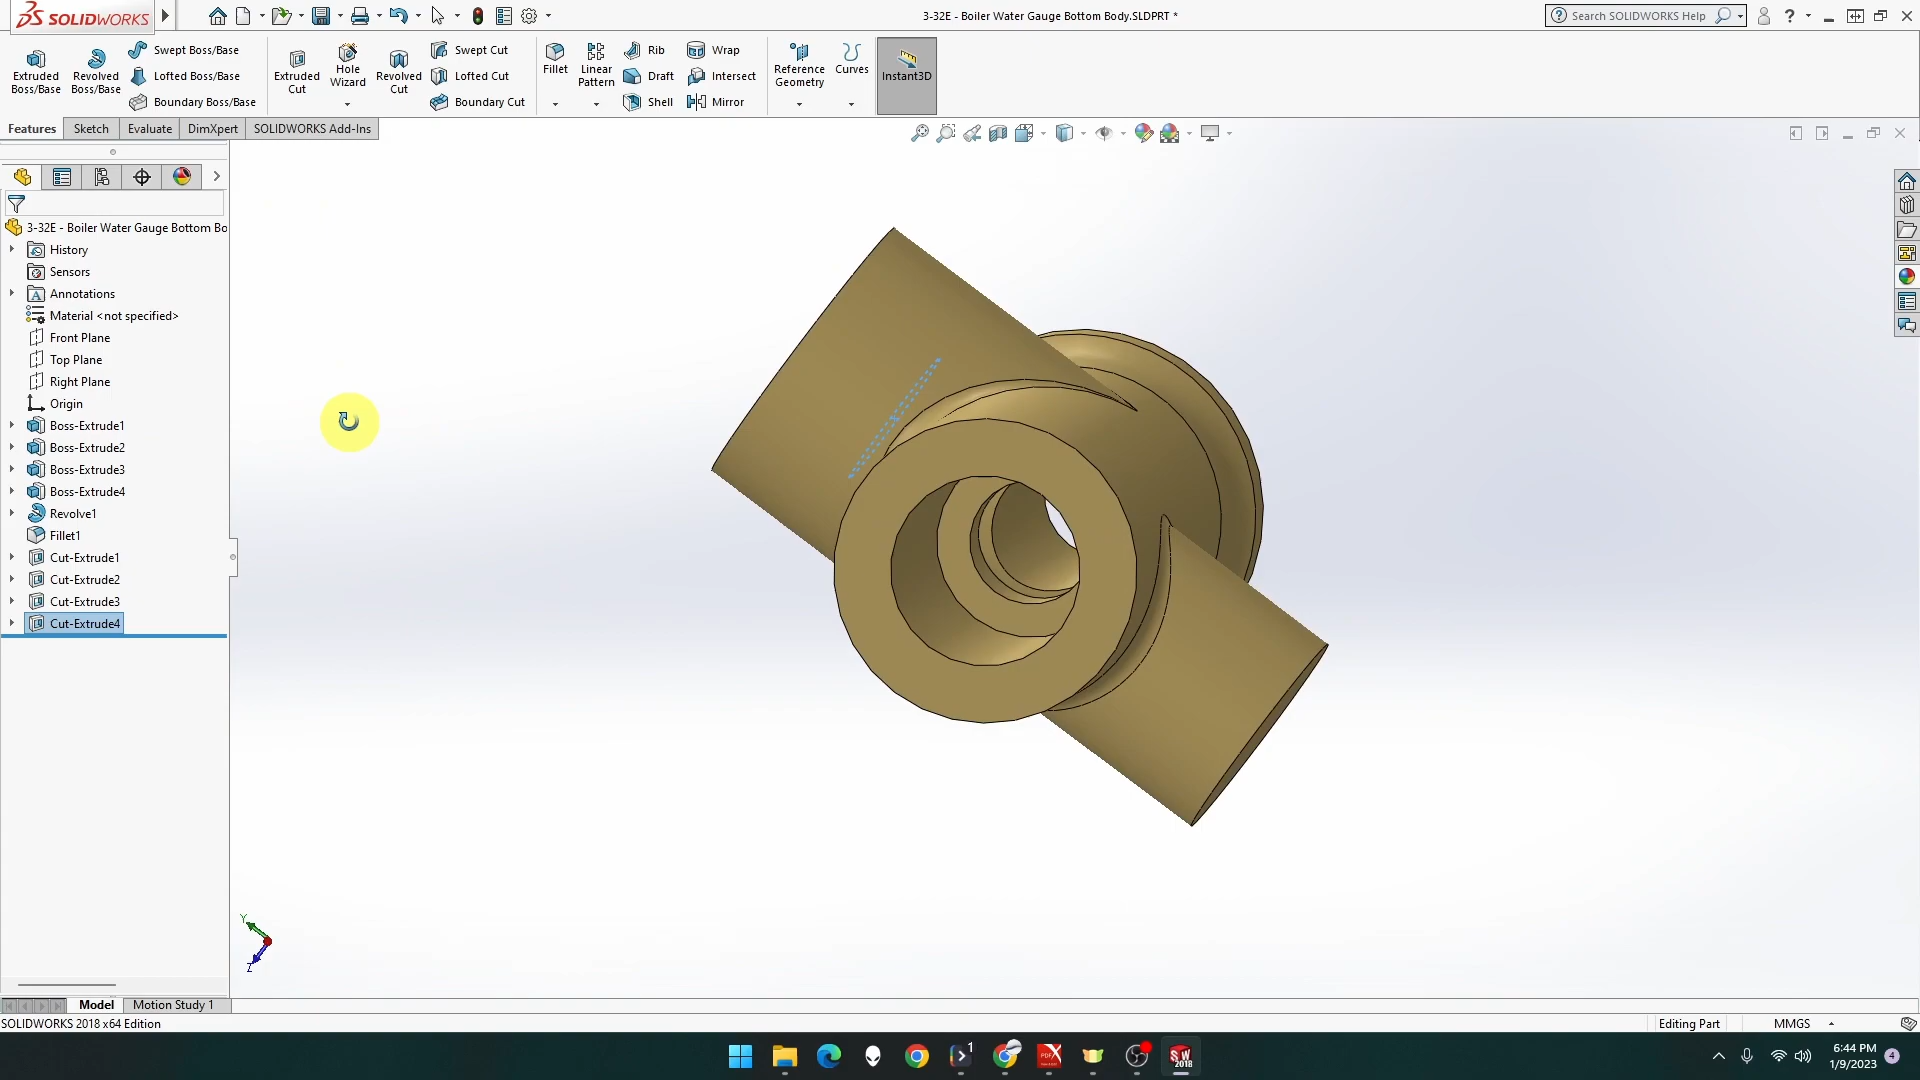 SOLIDWORKS
3-32E - Boiler Water Gauge Bottom Body.SLDPRT *
Search SOLIDWORKS Help
?
Extruded Boss/Base
Revolved Boss/Base
Swept Boss/Base
Lofted Boss/Base
Boundary Boss/Base
Extruded Cut
Hole Wizard
Revolved Cut
Swept Cut
Lofted Cut
Boundary Cut
Fillet
Linear Pattern
Rib
Draft
Shell
Wrap
Intersect
Mirror
Reference Geometry
Curves
Instant3D
Features
Sketch
Evaluate
DimXpert
SOLIDWORKS Add-Ins
3-32E - Boiler Water Gauge Bottom Bo
History
Sensors
Annotations
Material <not specified>
Front Plane
Top Plane
Right Plane
Origin
Boss-Extrude1
Boss-Extrude2
Boss-Extrude3
Boss-Extrude4
Revolve1
Fillet1
Cut-Extrude1
Cut-Extrude2
Cut-Extrude3
Cut-Extrude4
Y
Z
Model
Motion Study 1
SOLIDWORKS 2018 x64 Edition
Editing Part
MMGS
1
PDF
SW
2018
6:44 PM
1/9/2023
4